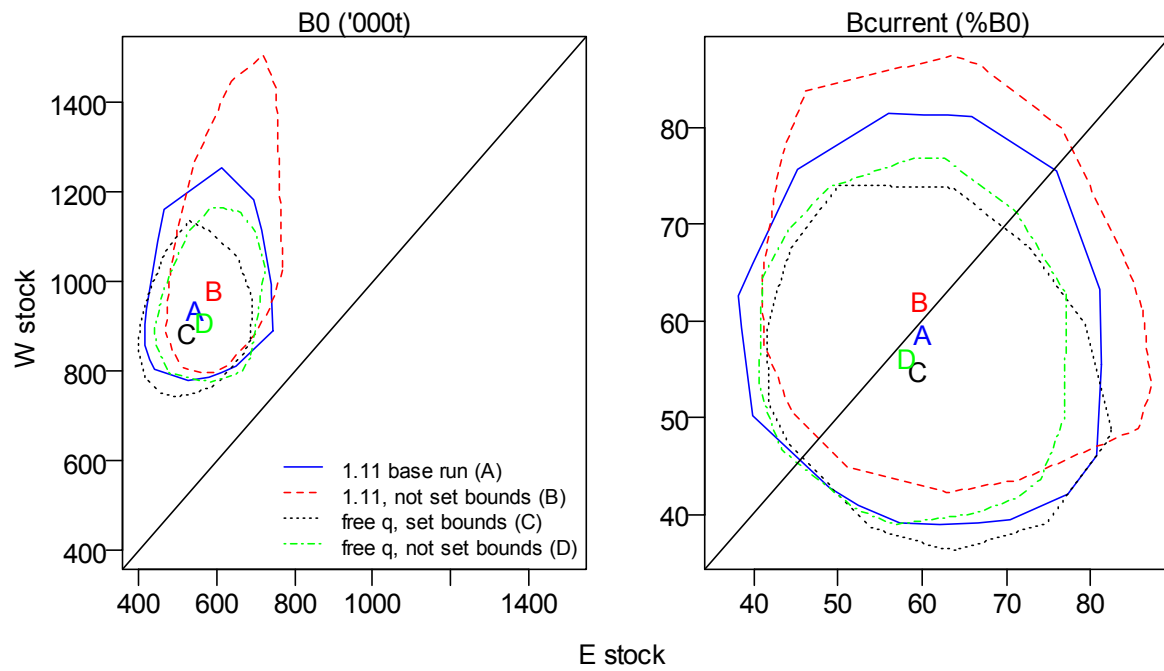 B0 ('000t)
Bcurrent (%B0)
W stock
1400
1200
1000
800
600
400
B
A
D
C
1.11 base run (A)
1.11, not set bounds (B)
free q, set bounds (C)
free q, not set bounds (D)
400 600 800 1000 1400
80
70
60
50
40
B
A
D
C
40 50 60 70 80
E stock